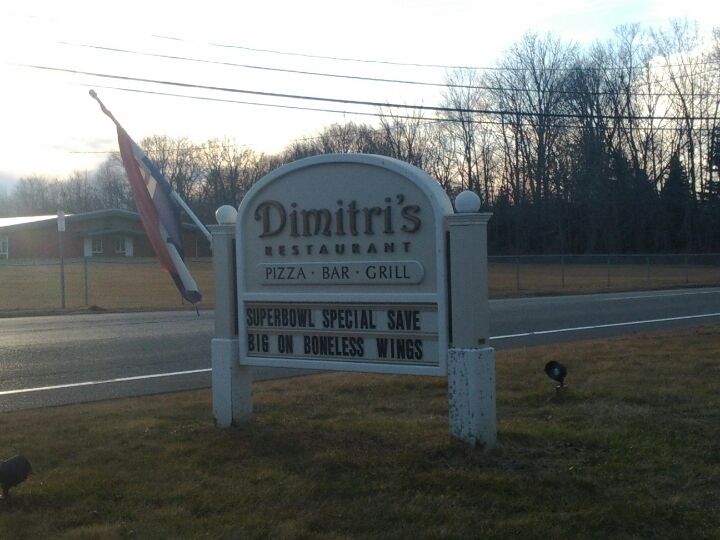 Dimitri's
RESTAURANT
PIZZA · BAR · GRILL
SUPERBOWL SPECIAL SAVE
BIG ON BONELESS WINGS